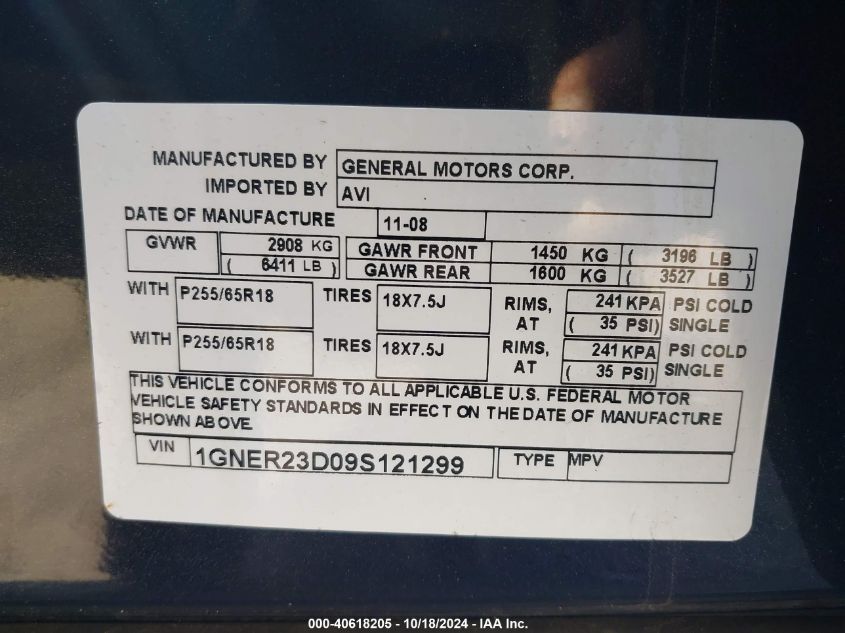 MANUFACTURED BY GENERAL MOTORS CORP.
IMPORTED BY AVI
DATE OF MANUFACTURE 11-08
GVWR 2908 KG GAWR FRONT 1450 KG ( 3196 LB )
( 6411 LB ) GAWR REAR 1600 KG ( 3527 LB )
WITH P255/65R18 TIRES 18X7.5J RIMS, 241 KPA PSI COLD
AT ( 35 PSI) SINGLE
WITH P255/65R18 TIRES 18X7.5J RIMS, 241 KPA PSI COLD
AT ( 35 PSI) SINGLE
THIS VEHICLE CONFORMS TO ALL APPLICABLE U.S. FEDERAL MOTOR
VEHICLE SAFETY STANDARDS IN EFFECT ON THE DATE OF MANUFACTURE
SHOWN ABOVE.
VIN 1GNER23D09S121299 TYPE MPV
000-40618205 - 10/18/2024 - IAA Inc.